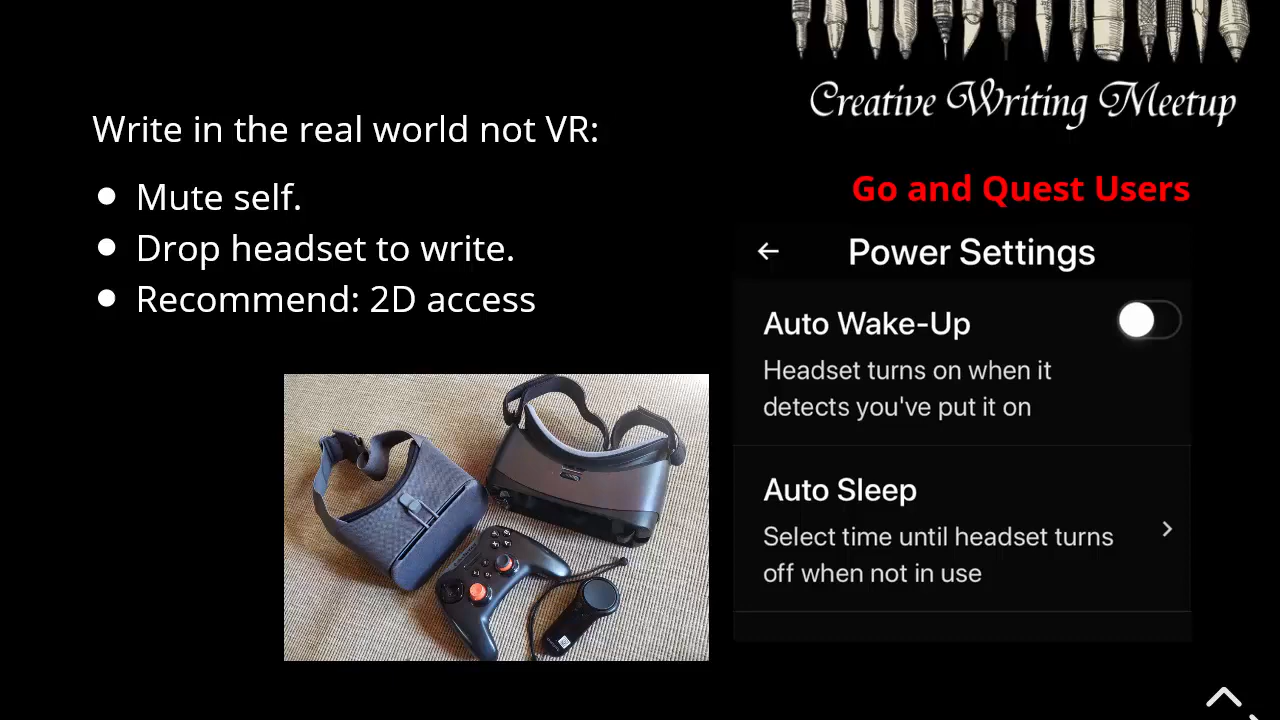 Creative Writing Meetup
Write in the real world not VR:
Mute self.
Drop headset to write.
Recommend: 2D access
Go and Quest Users
Power Settings
Auto Wake-Up
Headset turns on when it
detects you've put it on
Auto Sleep
Select time until headset turns
off when not in use